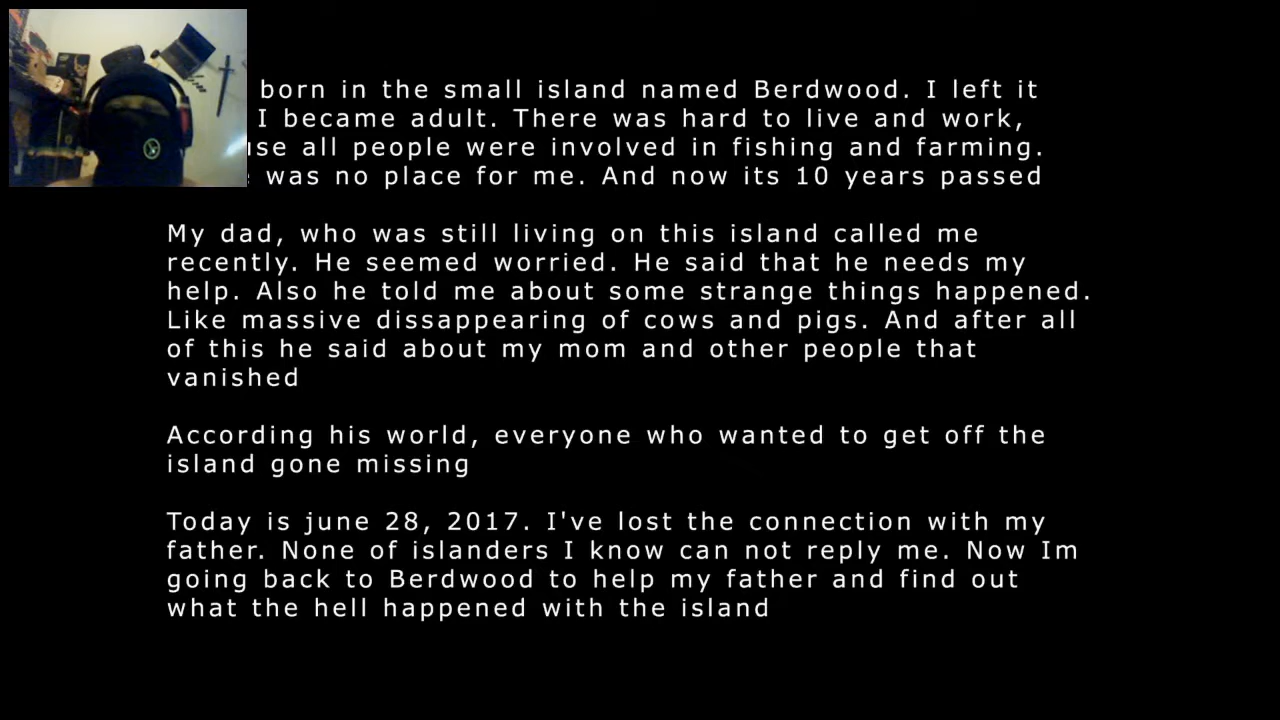 born in the small island named Berdwood. I left it
I became adult. There was hard to live and work,
all people were involved in fishing and farming.
was no place for me. And now its 10 years passed
My dad, who was still living on this island called me
recently. He seemed worried. He said that he needs my
help. Also he told me about some strange things happened.
Like massive dissappearing of cows and pigs. And after all
of this he said about my mom and other people that
vanished
According his world, everyone who wanted to get off the
island gone missing
Today is june 28, 2017. I've lost the connection with my
father. None of islanders I know can not reply me. Now Im
going back to Berdwood to help my father and find out
what the hell happened with the island